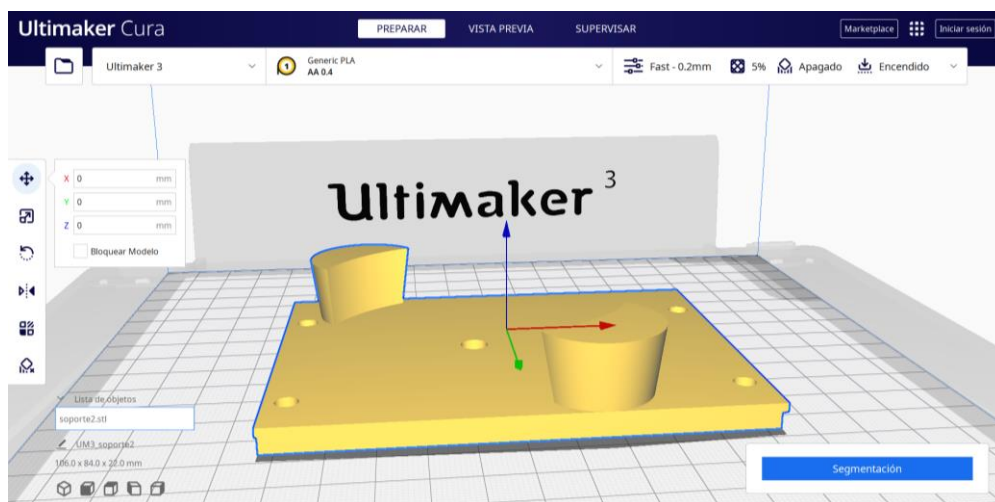 Ultimaker Cura
PREPARAR
VISTA PREVIA
SUPERVISAR
Marketplace
Iniciar sesión
Ultimaker 3
1
Generic PLA
AA 0.4
Fast - 0.2mm
5%
Apagado
Encendido
X 0 mm
Y 0 mm
Z 0 mm
Bloquear Modelo
Ultimaker 3
Lista de objetos
soporte2.stl
UM3_soporte2
106.0 x 84.0 x 22.0 mm
Segmentación